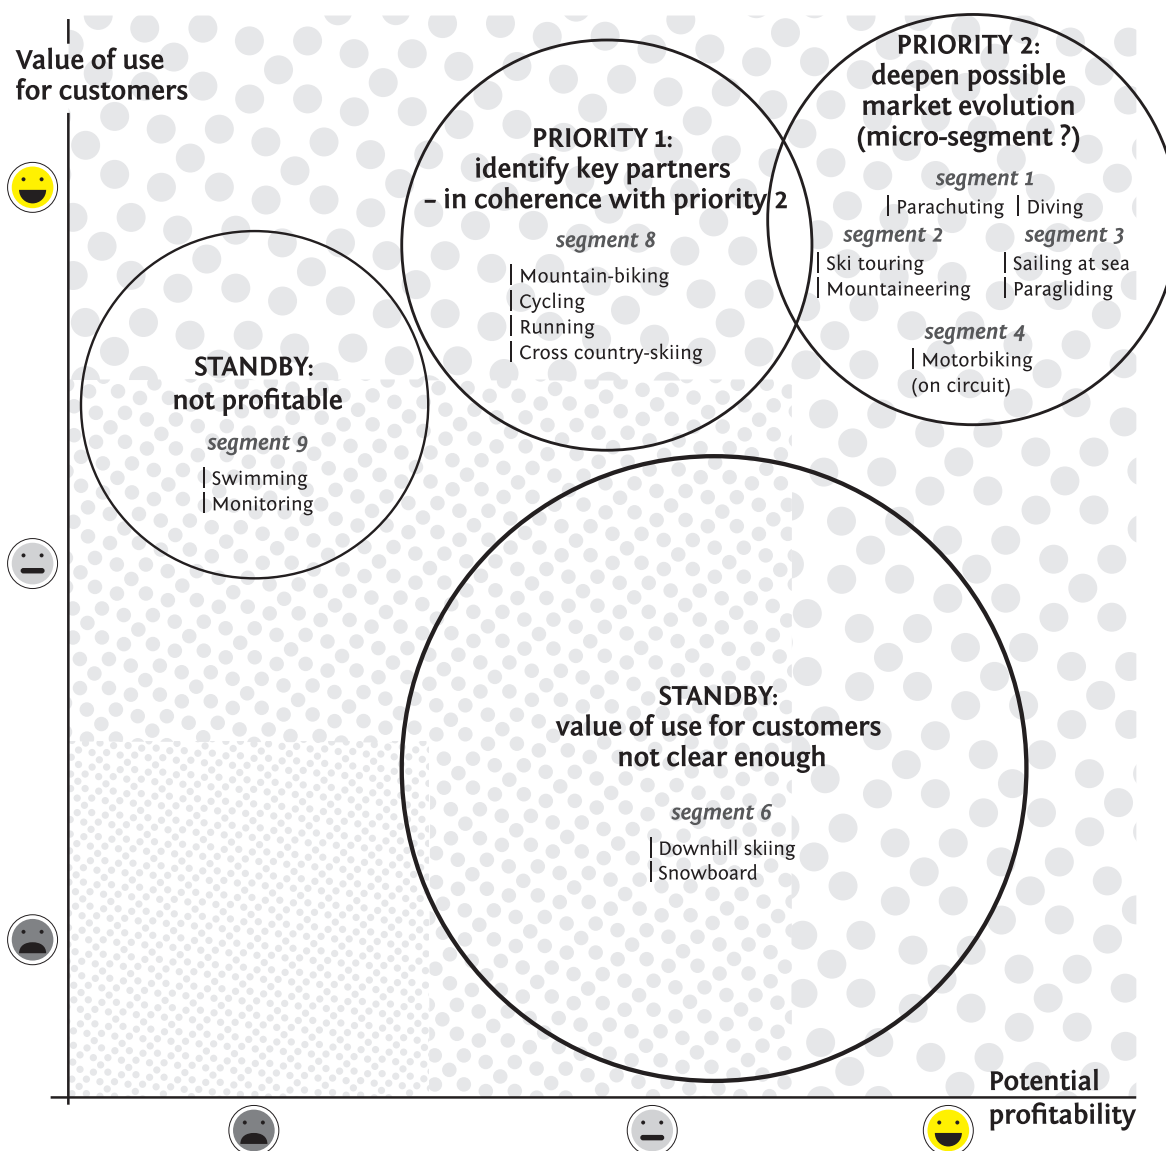 Value of use
for customers
PRIORITY 1:
identify key partners
– in coherence with priority 2
segment 8
Mountain-biking
Cycling
Running
Cross country-skiing
PRIORITY 2:
deepen possible
market evolution
(micro-segment ?)
segment 1
Parachuting
Diving
segment 2
Ski touring
Mountaineering
segment 3
Sailing at sea
Paragliding
segment 4
Motorbiking
(on circuit)
STANDBY:
not profitable
segment 9
Swimming
Monitoring
STANDBY:
value of use for customers
not clear enough
segment 6
Downhill skiing
Snowboard
Potential
profitability